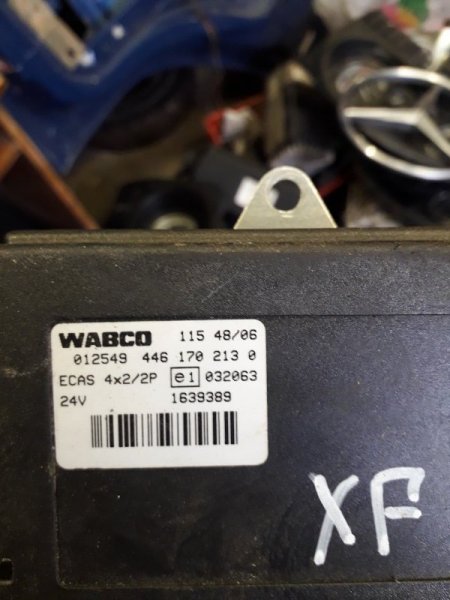 WABCO 115 48/06
012549 446 170 213 0
ECAS 4x2/2P e1 032063
24V 1639389
XF